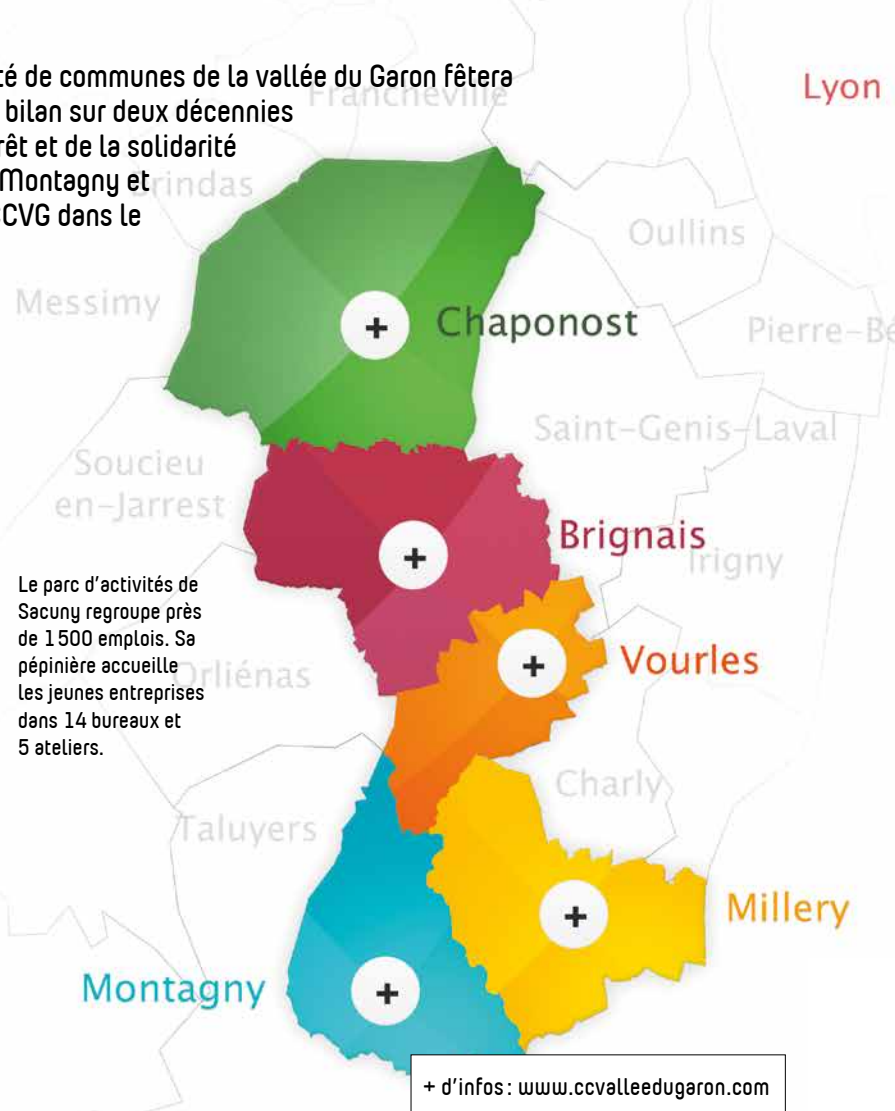 té de communes de la vallée du Garon fêtera
bilan sur deux décennies
rêt et de la solidarité
Montagny et
CVG dans le
Francheville
Lyon
Brindas
Oullins
Messimy
Chaponost
Pierre-Bé
Saint-Genis-Laval
Soucieu
en-Jarrest
Brignais
Irigny
Le parc d'activités de
Sacuny regroupe près
de 1500 emplois. Sa
pépinière accueille
les jeunes entreprises
dans 14 bureaux et
5 ateliers.
Orliénas
Vourles
Charly
Taluyers
Millery
Montagny
+ d'infos : www.ccvalleedugaron.com